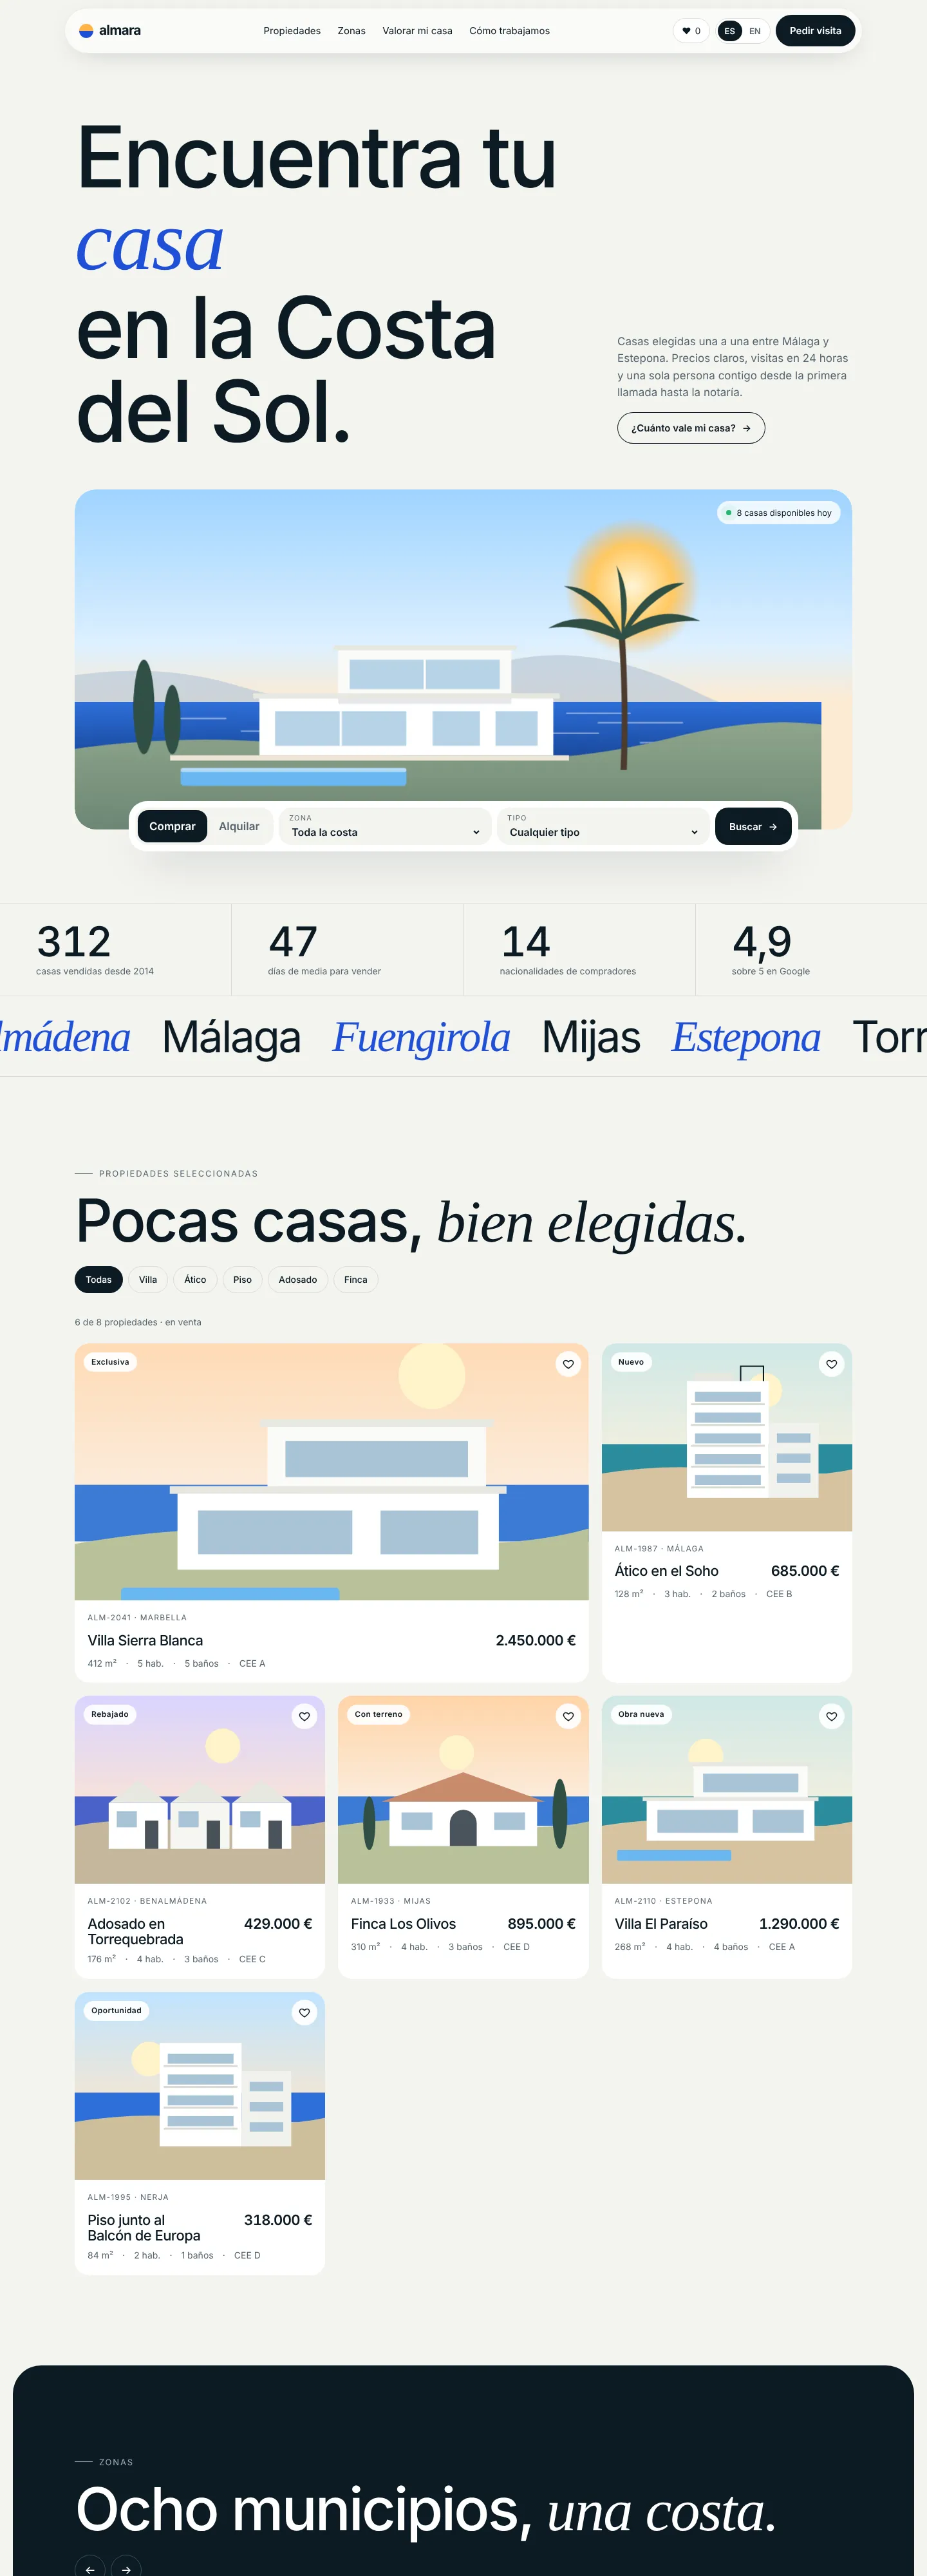 almara
Propiedades Zonas Valorar mi casa Cómo trabajamos
0
ES EN
Pedir visita
Encuentra tu
casa
en la Costa
del Sol.
Casas elegidas una a una entre Málaga y
Estepona. Precios claros, visitas en 24 horas
y una sola persona contigo desde la primera
llamada hasta la notaría.
¿Cuánto vale mi casa? →
8 casas disponibles hoy
Comprar Alquilar
ZONA
Toda la costa
TIPO
Cualquier tipo
Buscar →
312
casas vendidas desde 2014
47
días de media para vender
14
nacionalidades de compradores
4,9
sobre 5 en Google
lmádena Málaga Fuengirola Mijas Estepona Torr
PROPIEDADES SELECCIONADAS
Pocas casas, bien elegidas.
Todas Villa Ático Piso Adosado Finca
6 de 8 propiedades · en venta
Exclusiva
ALM-2041 · MARBELLA
Villa Sierra Blanca 2.450.000 €
412 m² · 5 hab. · 5 baños · CEE A
Nuevo
ALM-1987 · MÁLAGA
Ático en el Soho 685.000 €
128 m² · 3 hab. · 2 baños · CEE B
Rebajado
ALM-2102 · BENALMÁDENA
Adosado en
Torrequebrada
429.000 €
176 m² · 4 hab. · 3 baños · CEE C
Con terreno
ALM-1933 · MIJAS
Finca Los Olivos 895.000 €
310 m² · 4 hab. · 3 baños · CEE D
Obra nueva
ALM-2110 · ESTEPONA
Villa El Paraíso 1.290.000 €
268 m² · 4 hab. · 4 baños · CEE A
Oportunidad
ALM-1995 · NERJA
Piso junto al
Balcón de Europa
318.000 €
84 m² · 2 hab. · 1 baños · CEE D
ZONAS
Ocho municipios, una costa.
← →